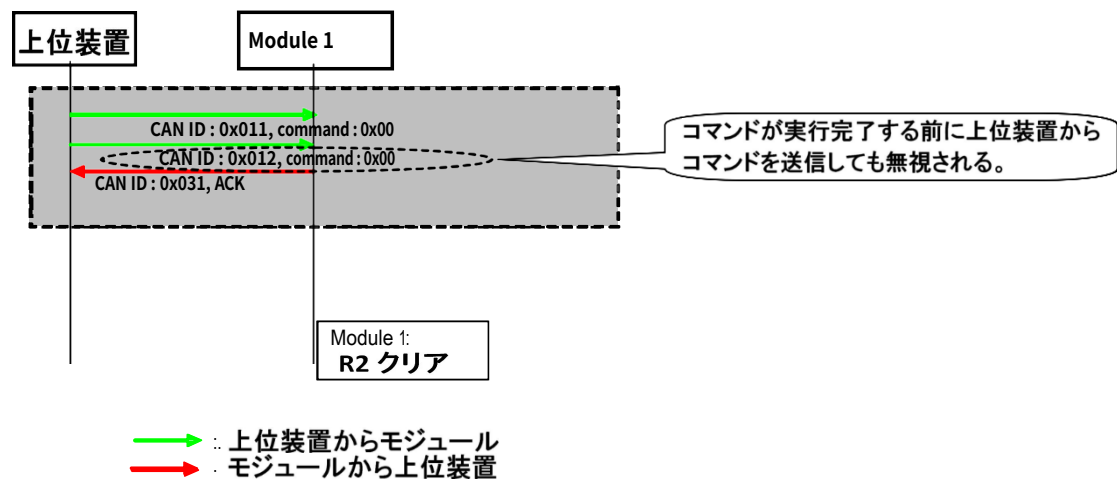 上位装置
Module 1
CAN ID : 0x011, command : 0x00
CAN ID : 0x012, command : 0x00
CAN ID : 0x031, ACK
コマンドが実行完了する前に上位装置から
コマンドを送信しても無視される。
Module 1:
R2 クリア
:. 上位装置からモジュール
. モジュールから上位装置